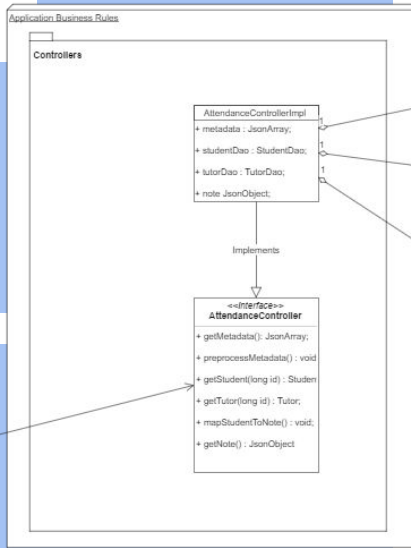 Application Business Rules
Controllers
AttendanceControllerImpl
+ metadata : JsonArray;
+ studentDao : StudentDao;
+ tutorDao : TutorDao;
+ note JsonObject;
1
1
1
Implements
<<Interface>>
AttendanceController
+ getMetadata(): JsonArray;
+ preprocessMetadata() : void
+ getStudent(long id) : Studen
+ getTutor(long id) : Tutor;
+ mapStudentToNote() : void;
+ getNote() : JsonObject